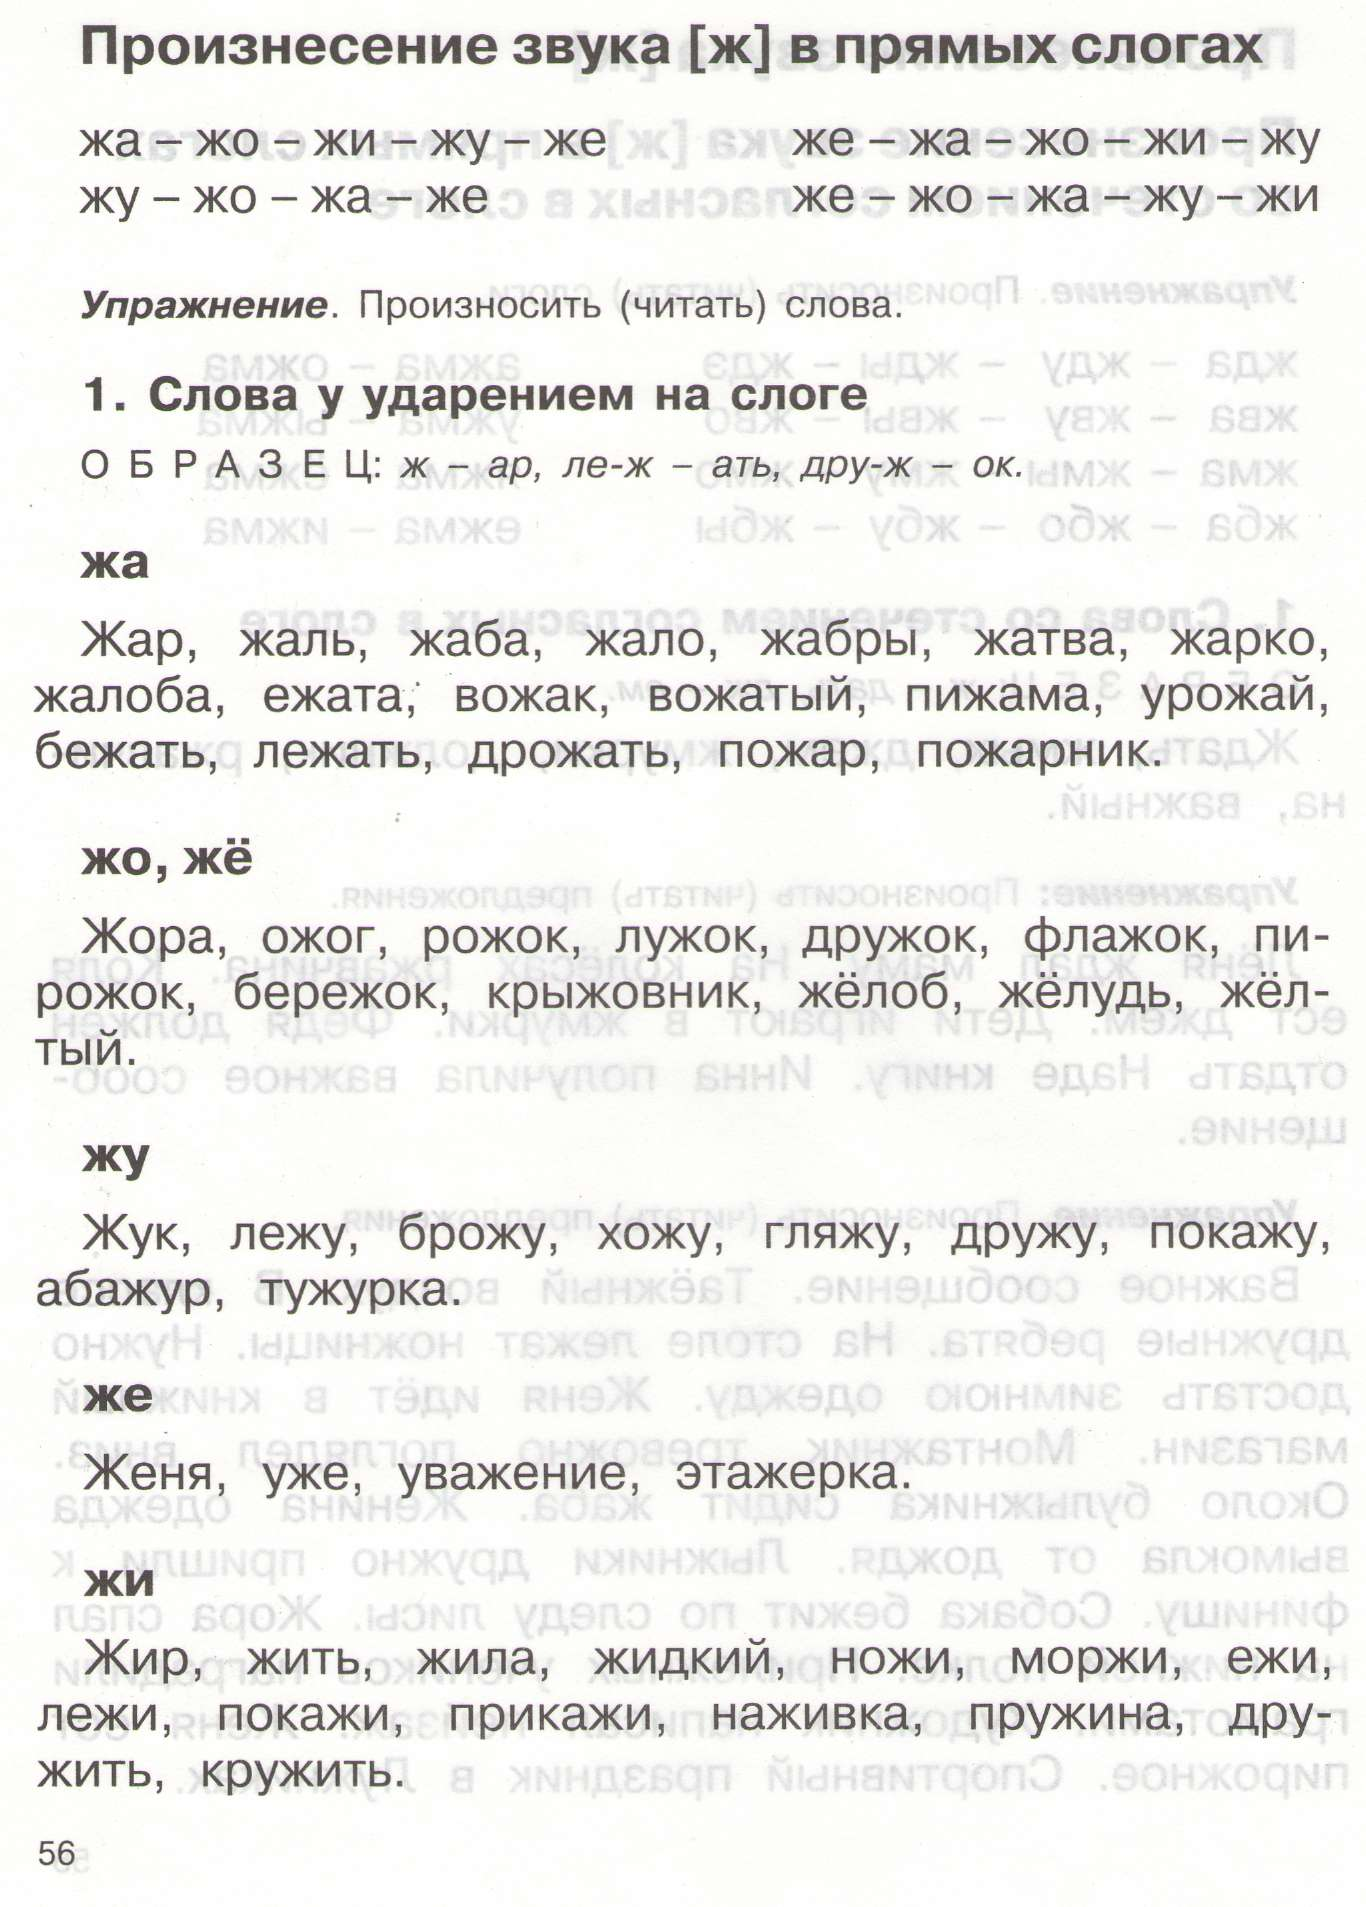 Произнесение звука [ж] в прямых слогах
жа – жо – жи – жу – же же – жа – жо – жи – жу
жу – жо – жа – же же – жо – жа – жу – жи
Упражнение. Произносить (читать) слова.
1. Слова у ударением на слоге
О Б Р А З Е Ц: ж – ар, ле-ж – ать, дру-ж – ок.
жа
Жар, жаль, жаба, жало, жабры, жатва, жарко,
жалоба, ежата, вожак, вожатый, пижама, урожай,
бежать, лежать, дрожать, пожар, пожарник.
жо, жё
Жора, ожог, рожок, лужок, дружок, флажок, пи-
рожок, бережок, крыжовник, жёлоб, жёлудь, жёл-
тый.
жу
Жук, лежу, брожу, хожу, гляжу, дружу, покажу,
абажур, тужурка.
же
Женя, уже, уважение, этажерка.
жи
Жир, жить, жила, жидкий, ножи, моржи, ежи,
лежи, покажи, прикажи, наживка, пружина, дру-
жить, кружить.
56